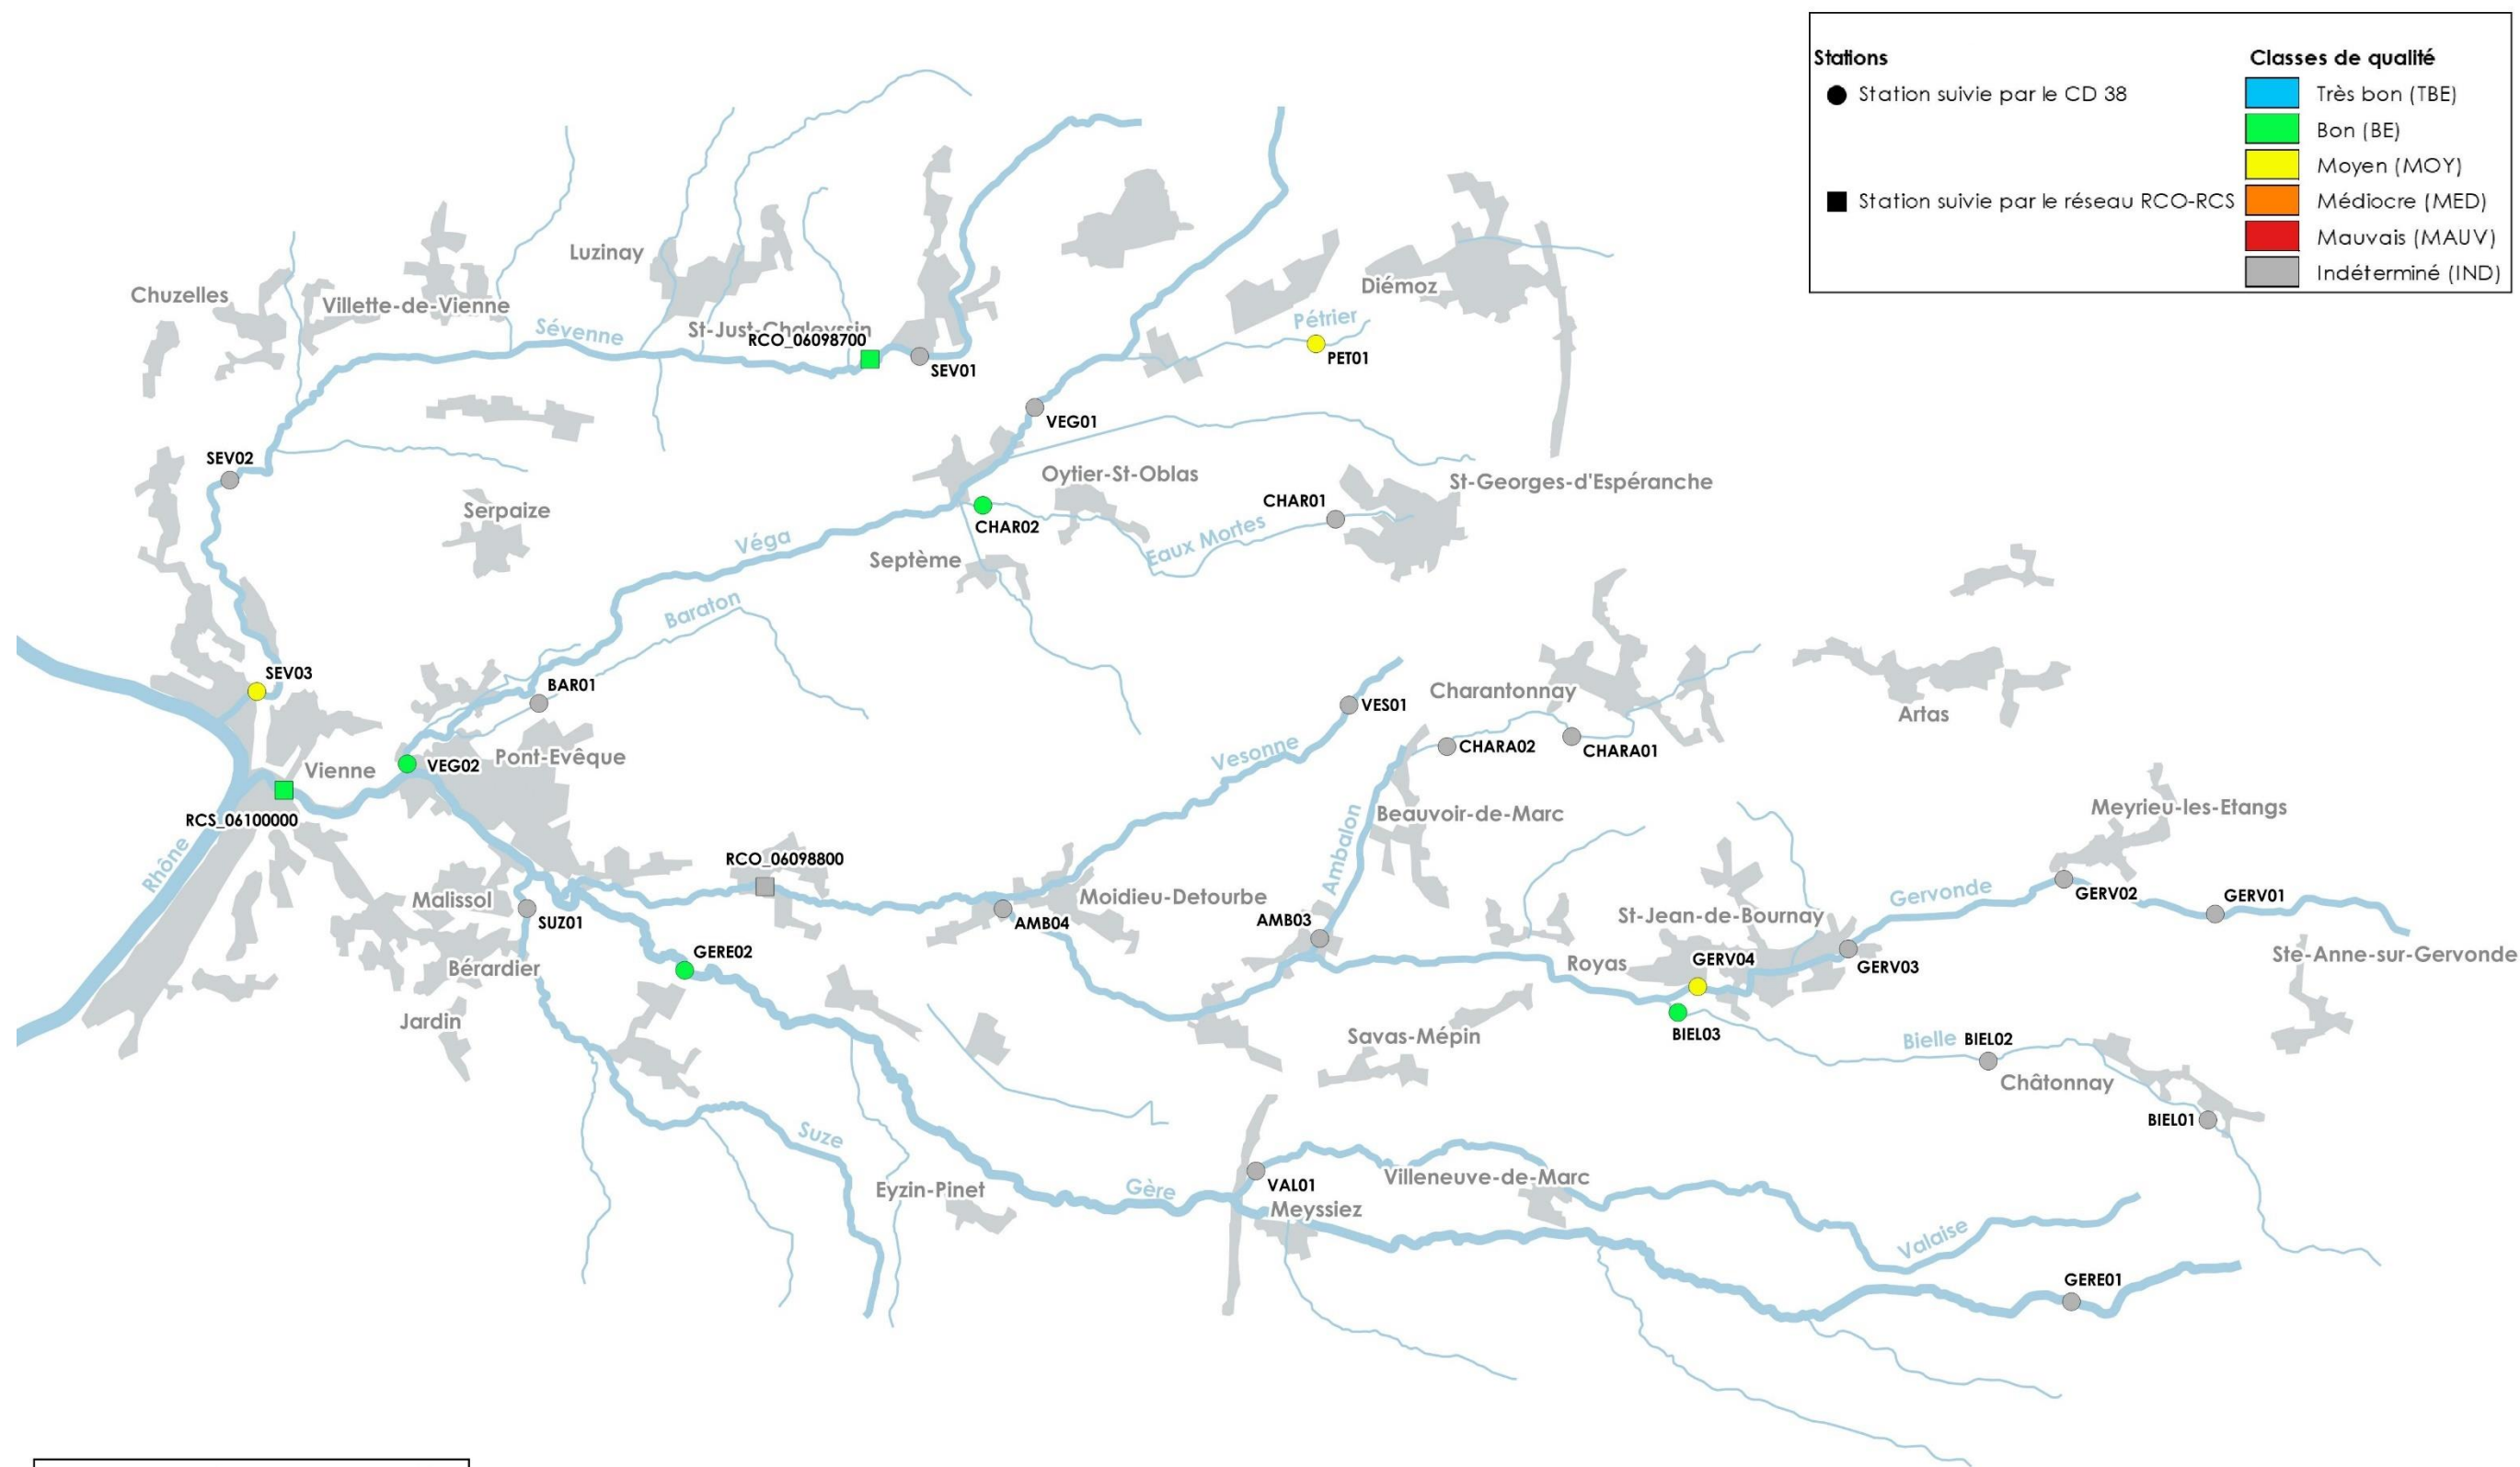 Stations
Classes de qualité
Station suivie par le CD 38
Très bon (TBE)
Bon (BE)
Moyen (MOY)
Station suivie par le réseau RCO-RCS
Médiocre (MED)
Mauvais (MAUV)
Indéterminé (IND)
Luzinay
Chuzelles
Villette-de-Vienne
Diémoz
Sévenne
St-Just-Chaleyssin
RCO_06098700
Pétrier
PET01
SEV01
VEG01
SEV02
Oytier-St-Oblas
St-Georges-d'Espéranche
CHAR01
Serpaize
CHAR02
Eaux Mortes
Véga
Septème
Baraton
SEV03
BAR01
VES01
Charantonnay
Artas
CHARA02
CHARA01
Vesonne
Vienne
VEG02
Pont-Evêque
RCS_06100000
Beauvoir-de-Marc
Meyrieu-les-Etangs
Ambalon
Rhône
RCO_06098800
Malissol
Moidieu-Detourbe
Gervonde
GERV02
GERV01
SUZ01
AMB04
AMB03
St-Jean-de-Bournay
GERE02
Bérardier
Royas
GERV04
GERV03
Ste-Anne-sur-Gervonde
Jardin
Savas-Mépin
BIEL03
Bielle
BIEL02
Châtonnay
BIEL01
Suze
Eyzin-Pinet
Gère
VAL01
Villeneuve-de-Marc
Meyssiez
Valaise
GERE01